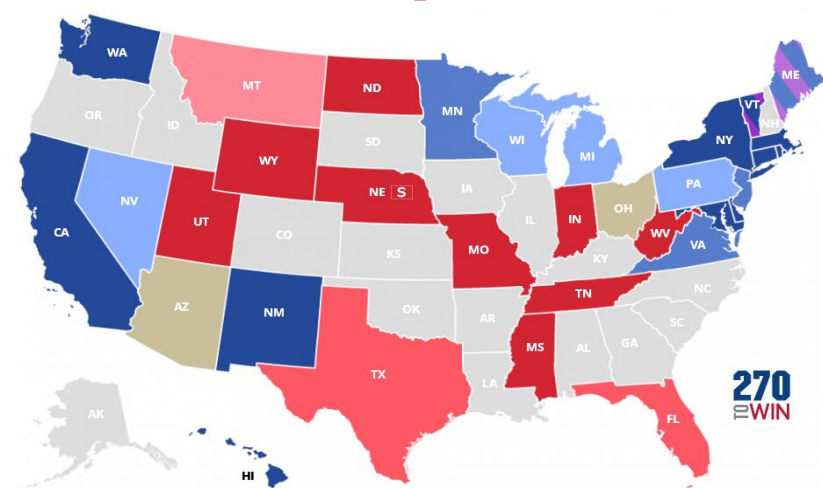 WA
MT
ND
MN
ME
VT
NH
OR
ID
SD
WI
MI
NY
WY
NE S
IA
PA
NV
UT
CO
IL
IN
OH
CA
KS
MO
KY
WV
VA
AZ
NM
OK
AR
TN
NC
SC
MS
AL
GA
TX
LA
FL
AK
HI
270
TO WIN